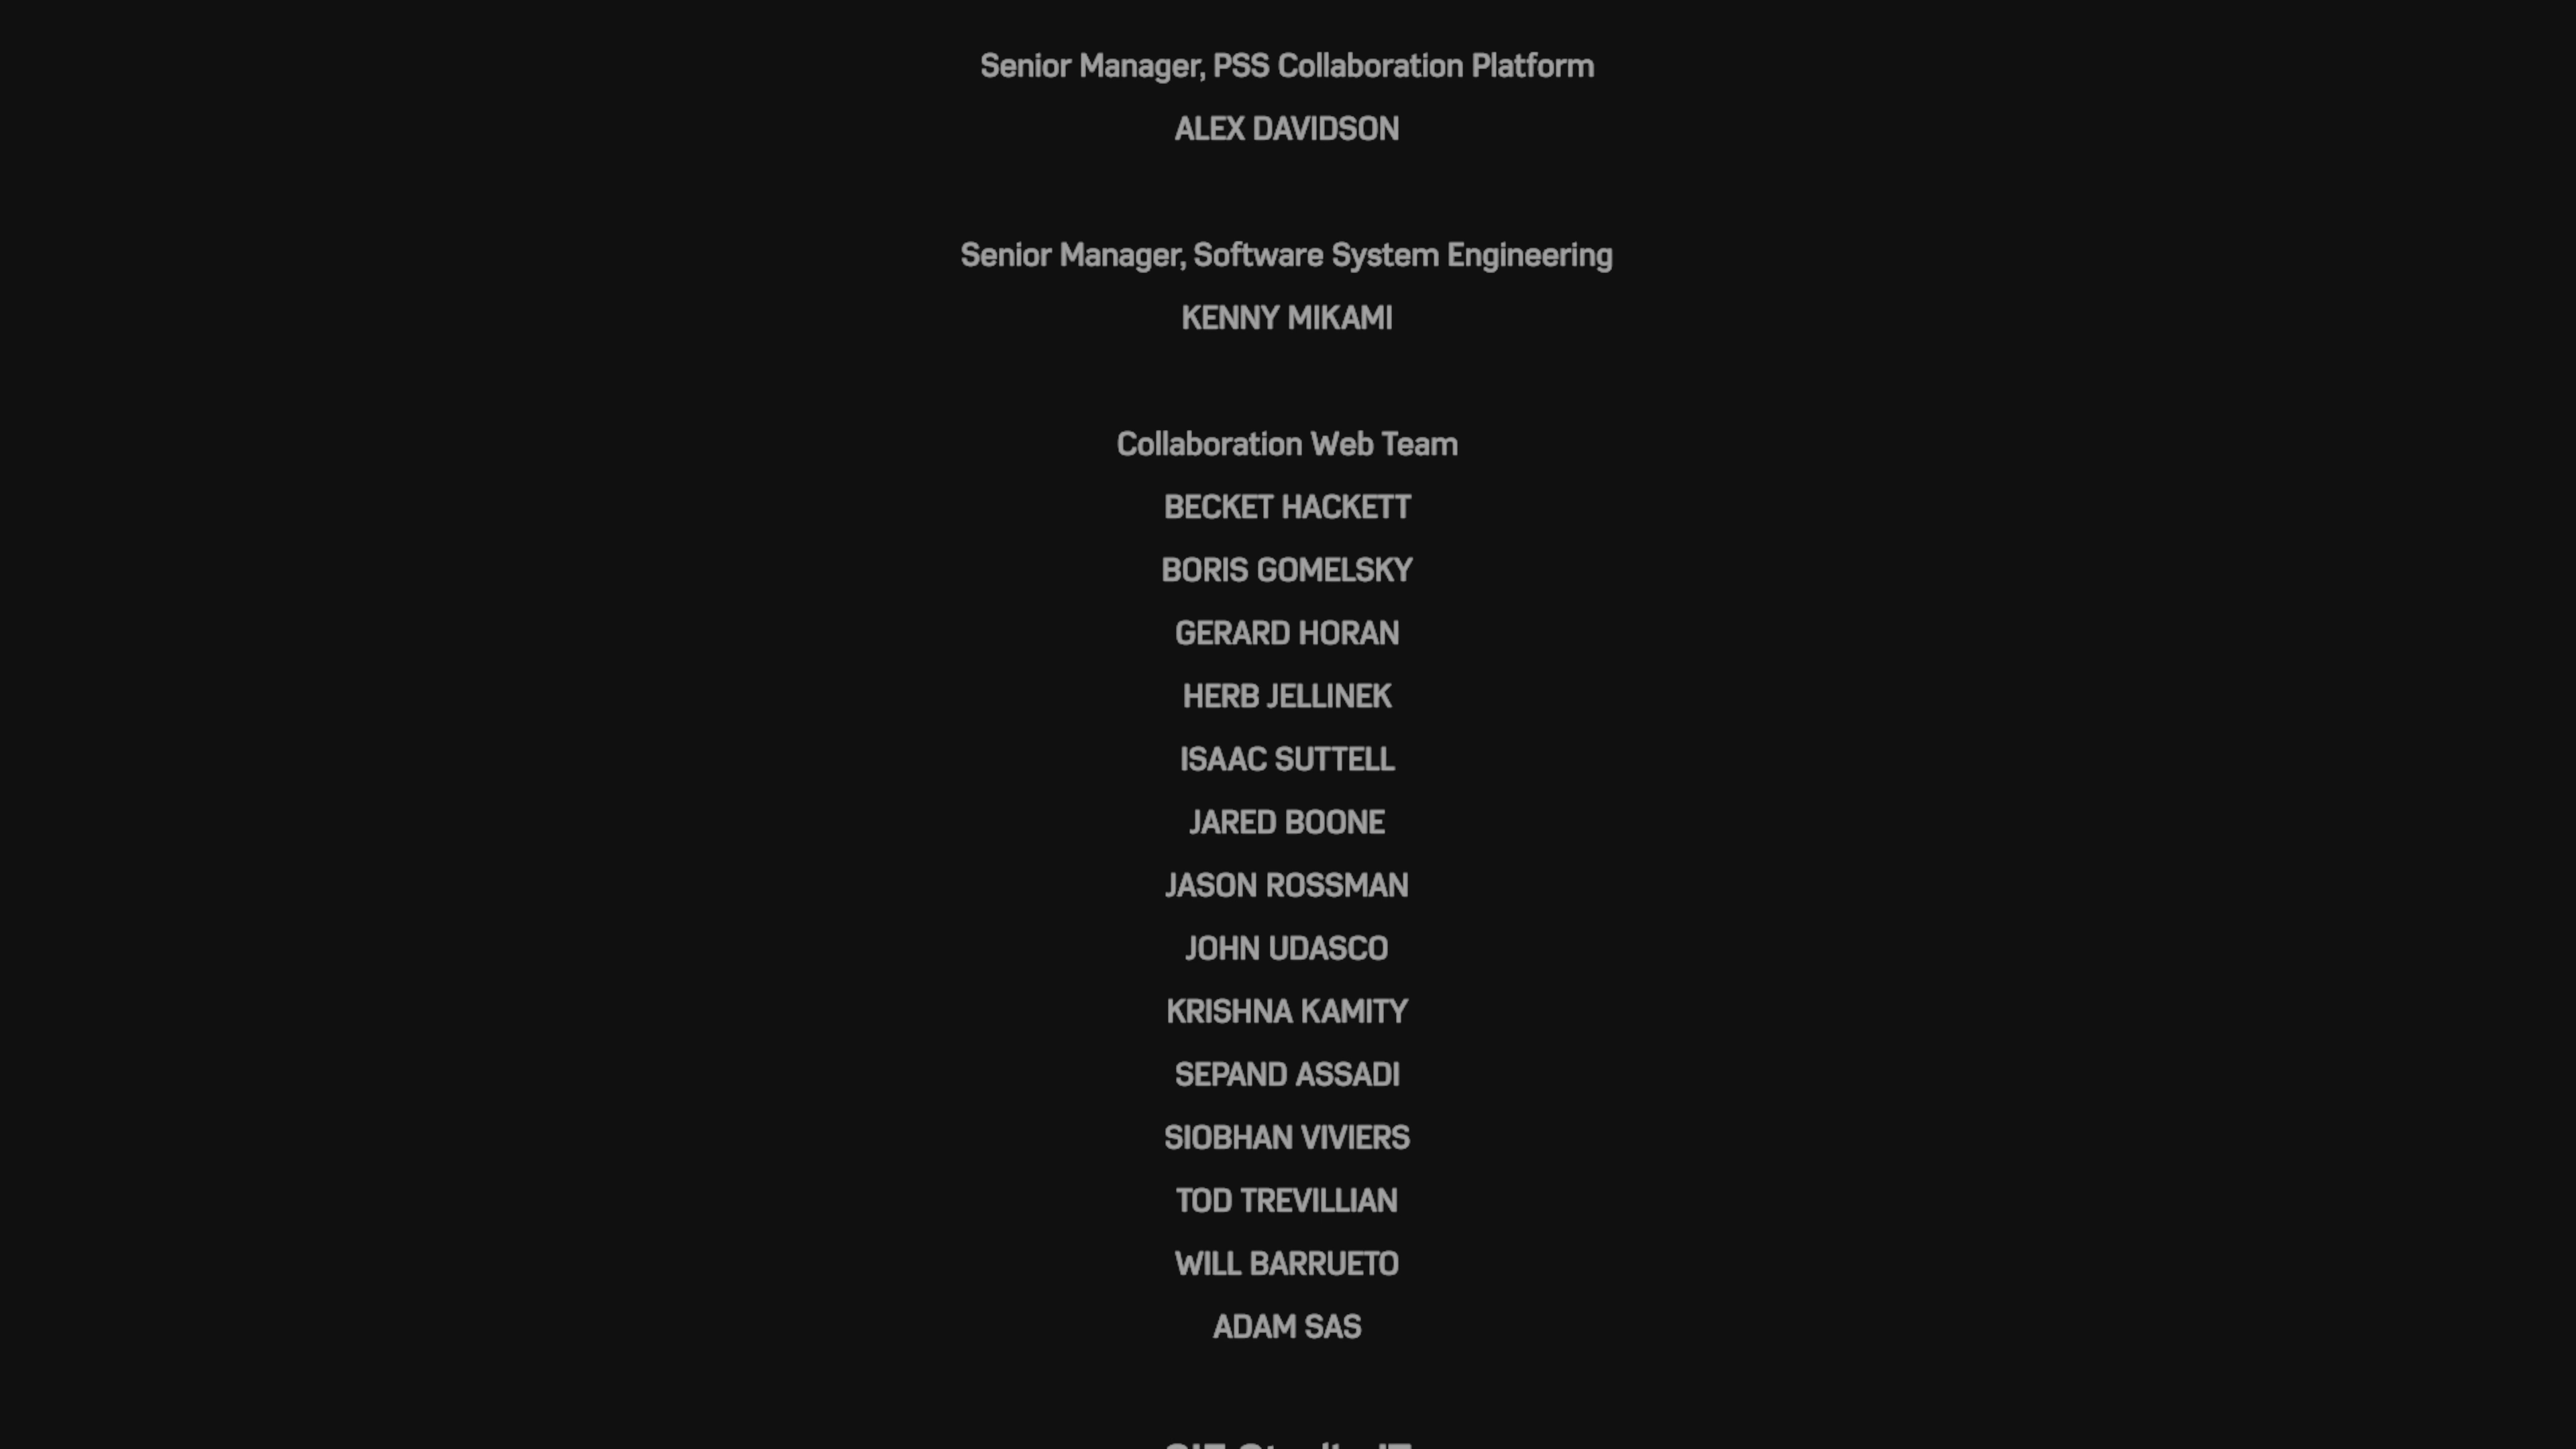 Senior Manager, PSS Collaboration Platform
ALEX DAVIDSON
Senior Manager, Software System Engineering
KENNY MIKAMI
Collaboration Web Team
BECKET HACKETT
BORIS GOMELSKY
GERARD HORAN
HERB JELLINEK
ISAAC SUTTELL
JARED BOONE
JASON ROSSMAN
JOHN UDASCO
KRISHNA KAMITY
SEPAND ASSADI
SIOBHAN VIVIERS
TOD TREVILLIAN
WILL BARRUETO
ADAM SAS